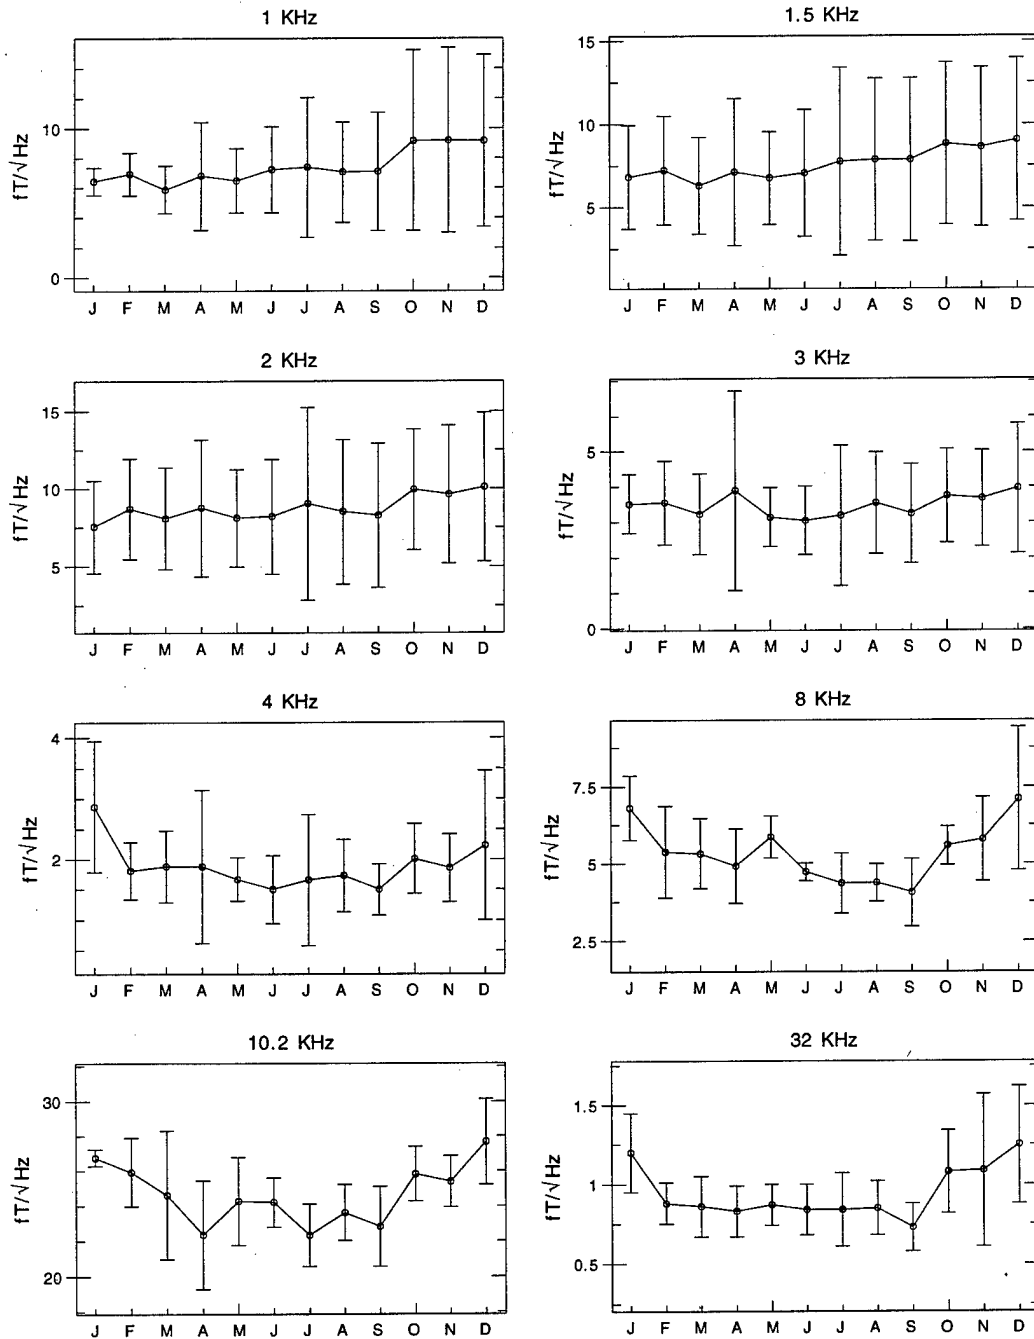 1 KHz
fT/√Hz
10
0
J F M A M J J A S O N D
1.5 KHz
fT/√Hz
15
10
5
J F M A M J J A S O N D
2 KHz
fT/√Hz
15
10
5
J F M A M J J A S O N D
3 KHz
fT/√Hz
5
0
J F M A M J J A S O N D
4 KHz
fT/√Hz
4
2
J F M A M J J A S O N D
8 KHz
fT/√Hz
7.5
5
2.5
J F M A M J J A S O N D
10.2 KHz
fT/√Hz
30
20
J F M A M J J A S O N D
32 KHz
fT/√Hz
1.5
1
0.5
J F M A M J J A S O N D